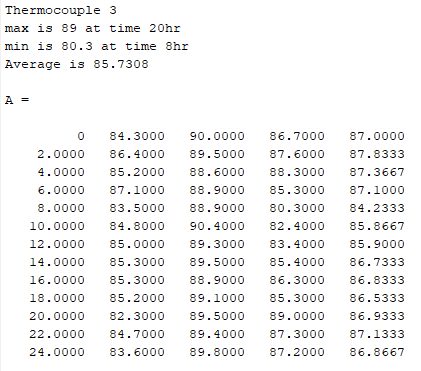 Thermocouple 3
max is 89 at time 20hr
min is 80.3 at time 8hr
Average is 85.7308
A =
0 84.3000 90.0000 86.7000 87.0000
2.0000 86.4000 89.5000 87.6000 87.8333
4.0000 85.2000 88.6000 88.3000 87.3667
6.0000 87.1000 88.9000 85.3000 87.1000
8.0000 83.5000 88.9000 80.3000 84.2333
10.0000 84.8000 90.4000 82.4000 85.8667
12.0000 85.0000 89.3000 83.4000 85.9000
14.0000 85.3000 89.5000 85.4000 86.7333
16.0000 85.3000 88.9000 86.3000 86.8333
18.0000 85.2000 89.1000 85.3000 86.5333
20.0000 82.3000 89.5000 89.0000 86.9333
22.0000 84.7000 89.4000 87.3000 87.1333
24.0000 83.6000 89.8000 87.2000 86.8667